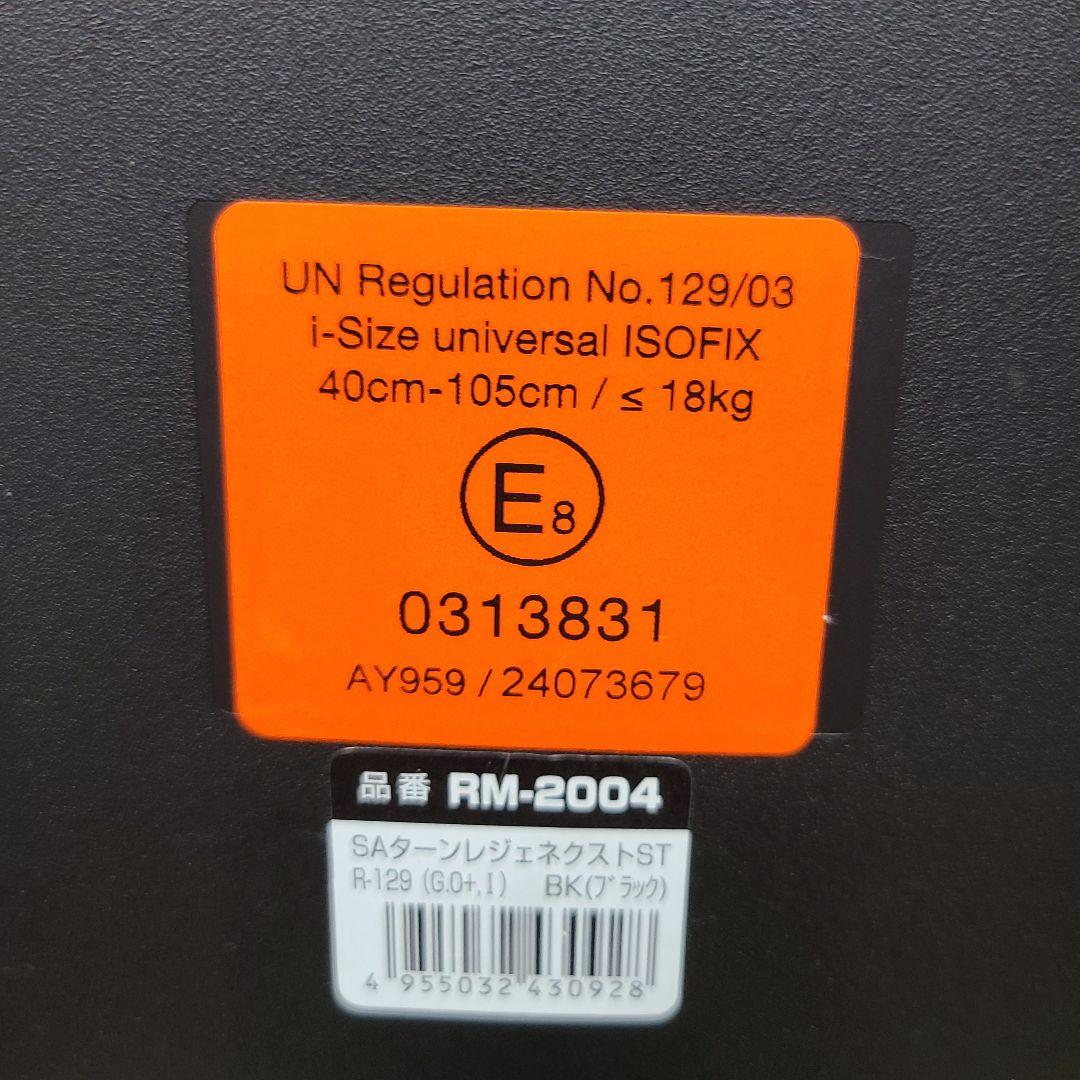 UN Regulation No.129/03
i-Size universal ISOFIX
40cm-105cm / ≤ 18kg
E8
0313831
AY959 / 24073679
品番 RM-2004
SAターンレジェネクストST
R-129 (G.0+,I) BK(ブラック)
4 955032 430928